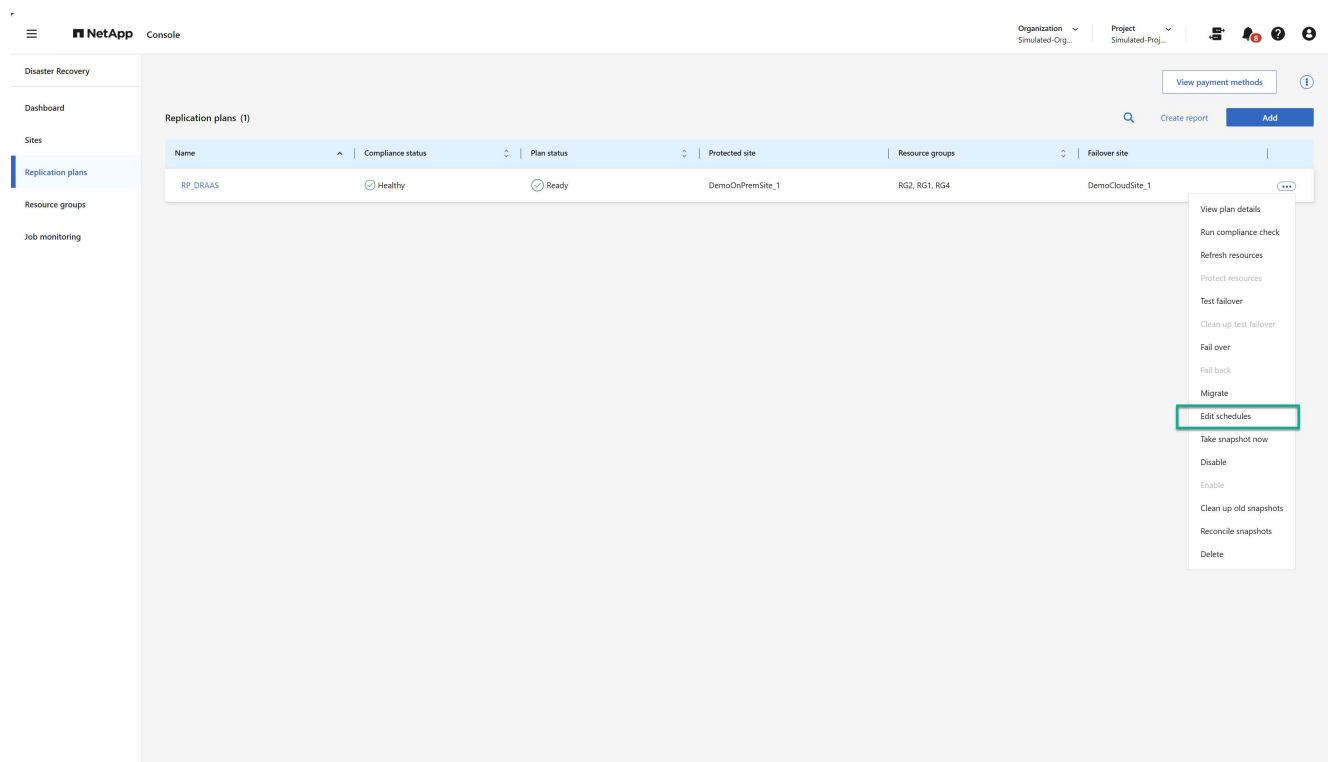 NetApp Console
Organization
Simulated-Org...
Project
Simulated-Proj...
8
Disaster Recovery
Dashboard
Sites
Replication plans
Resource groups
Job monitoring
View payment methods
Replication plans (1)
Create report
Add
Name
Compliance status
Plan status
Protected site
Resource groups
Failover site
RP_DRAAS
Healthy
Ready
DemoOnPremSite_1
RG2, RG1, RG4
DemoCloudSite_1
View plan details
Run compliance check
Refresh resources
Protect resources
Test failover
Clean up test failover
Fail over
Fail back
Migrate
Edit schedules
Take snapshot now
Disable
Enable
Clean up old snapshots
Reconcile snapshots
Delete